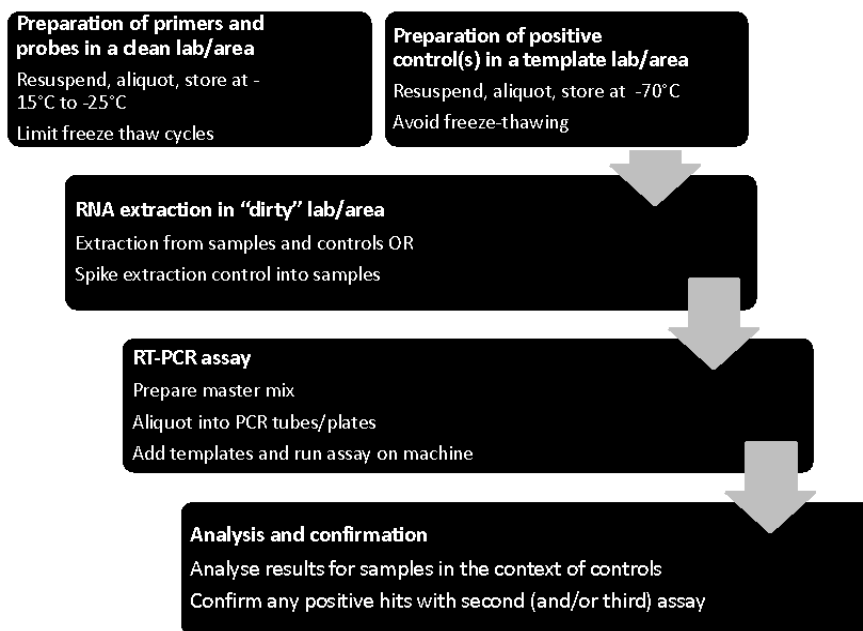 Preparation of primers and
probes in a clean lab/area
Resuspend, aliquot, store at -
15°C to -25°C
Limit freeze thaw cycles
Preparation of positive
control(s) in a template lab/area
Resuspend, aliquot, store at -70°C
Avoid freeze-thawing
RNA extraction in “dirty” lab/area
Extraction from samples and controls OR
Spike extraction control into samples
RT-PCR assay
Prepare master mix
Aliquot into PCR tubes/plates
Add templates and run assay on machine
Analysis and confirmation
Analyse results for samples in the context of controls
Confirm any positive hits with second (and/or third) assay